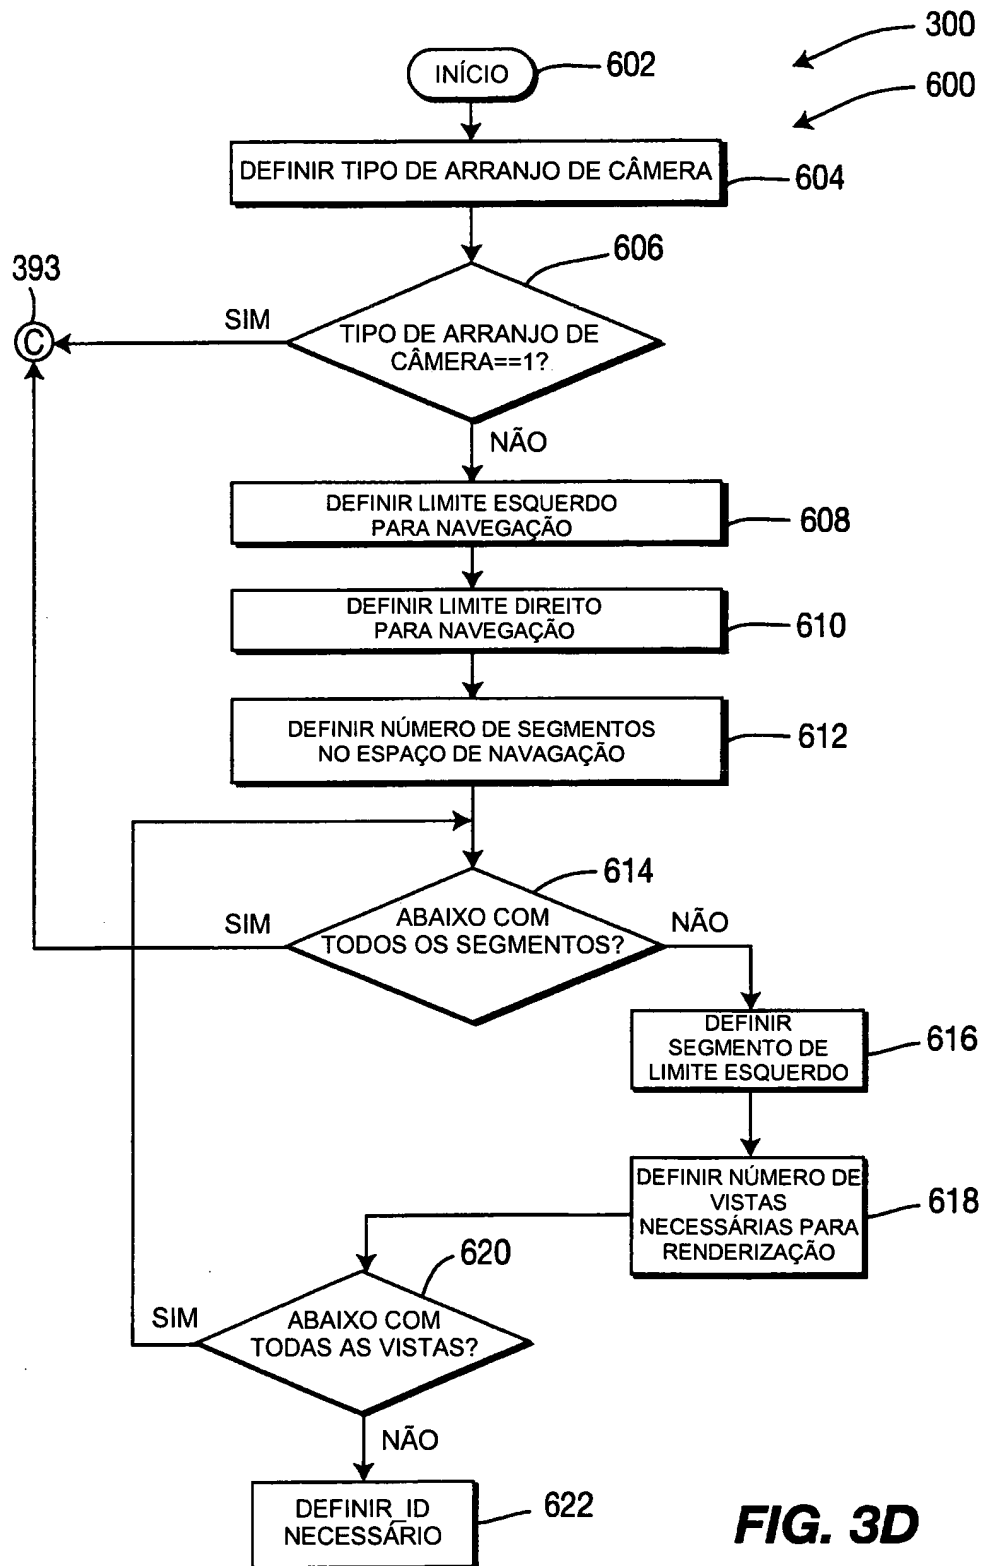 300
INÍCIO
602
600
DEFINIR TIPO DE ARRANJO DE CÂMERA
604
606
393
SIM
C
TIPO DE ARRANJO DE
CÂMERA==1?
NÃO
DEFINIR LIMITE ESQUERDO
PARA NAVEGAÇÃO
608
DEFINIR LIMITE DIREITO
PARA NAVEGAÇÃO
610
DEFINIR NÚMERO DE SEGMENTOS
NO ESPAÇO DE NAVAGAÇÃO
612
614
SIM
ABAIXO COM
TODOS OS SEGMENTOS?
NÃO
DEFINIR
SEGMENTO DE
LIMITE ESQUERDO
616
DEFINIR NÚMERO DE
VISTAS
NECESSÁRIAS PARA
RENDERIZAÇÃO
618
620
SIM
ABAIXO COM
TODAS AS VISTAS?
NÃO
DEFINIR_ID
NECESSÁRIO
622
FIG. 3D